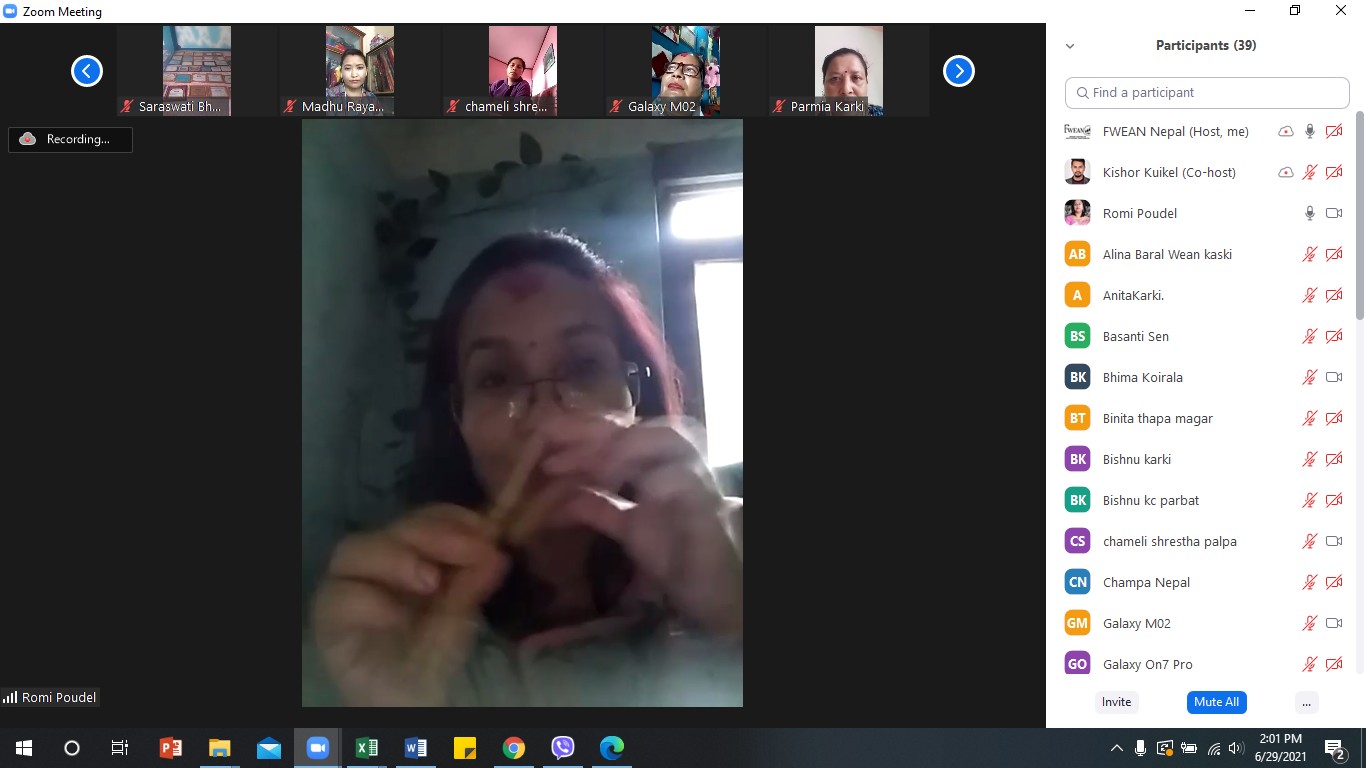 Zoom Meeting
Saraswati Bh...
Madhu Raya...
chameli shre...
Galaxy M02
Parmia Karki
Recording...
Romi Poudel
Participants (39)
Find a participant
FWEAN
FWEAN Nepal (Host, me)
Kishor Kuikel (Co-host)
Romi Poudel
AB Alina Baral Wean kaski
A AnitaKarki.
BS Basanti Sen
BK Bhima Koirala
BT Binita thapa magar
BK Bishnu karki
BK Bishnu kc parbat
CS chameli shrestha palpa
CN Champa Nepal
GM Galaxy M02
GO Galaxy On7 Pro
Invite
Mute All
...
2:01 PM
6/29/2021
2